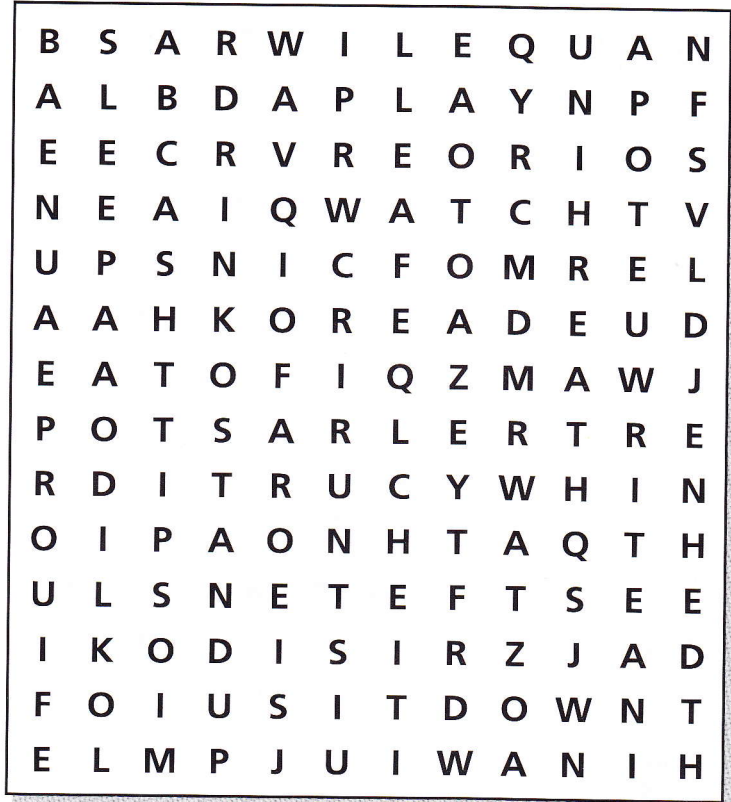 B S A R W I L E Q U A N
A L B D A P L A Y N P F
E E C R V R E O R I O S
N E A I Q W A T C H T V
U P S N I C F O M R E L
A A H K O R E A D E U D
E A T O F I Q Z M A W J
P O T S A R L E R T R E
R D I T R U C Y W H I N
O I P A O N H T A Q T H
U L S N E T E F T S E E
I K O D I S I R Z J A D
F O I U S I T D O W N T
E L M P J U I W A N I H